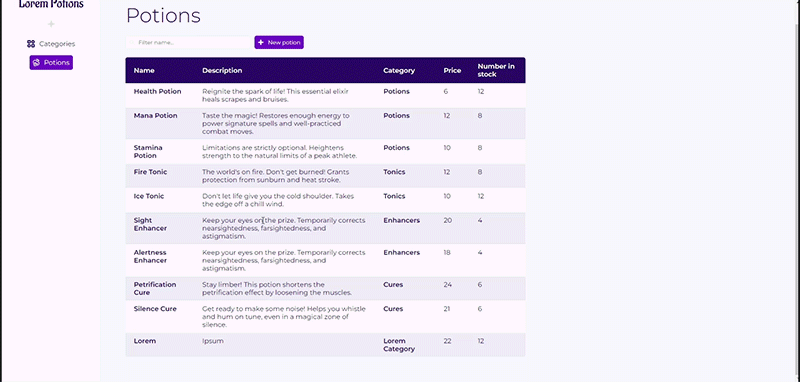 Lorem Potions
Categories
Potions
Potions
Filter name...
New potion
Name Description Category Price Number in
stock
Health Potion Reignite the spark of life! This essential elixir Potions 6 12
heals scrapes and bruises.
Mana Potion Taste the magic! Restores enough energy to Potions 12 8
power signature spells and well-practiced
combat moves.
Stamina Limitations are strictly optional. Heightens Potions 10 8
Potion strength to the natural limits of a peak athlete.
Fire Tonic The world's on fire. Don't get burned! Grants Tonics 12 8
protection from sunburn and heat stroke.
Ice Tonic Don't let life give you the cold shoulder. Takes Tonics 10 12
the edge off a chill wind.
Sight Keep your eyes on the prize. Temporarily corrects Enhancers 20 4
Enhancer nearsightedness, farsightedness, and
astigmatism.
Alertness Keep your eyes on the prize. Temporarily corrects Enhancers 18 4
Enhancer nearsightedness, farsightedness, and
astigmatism.
Petrification Stay limber! This potion shortens the Cures 24 6
Cure petrification effect by loosening the muscles.
Silence Cure Get ready to make some noise! Helps you whistle Cures 21 6
and hum on tune, even in a magical zone of
silence.
Lorem Ipsum Lorem 22 12
Category